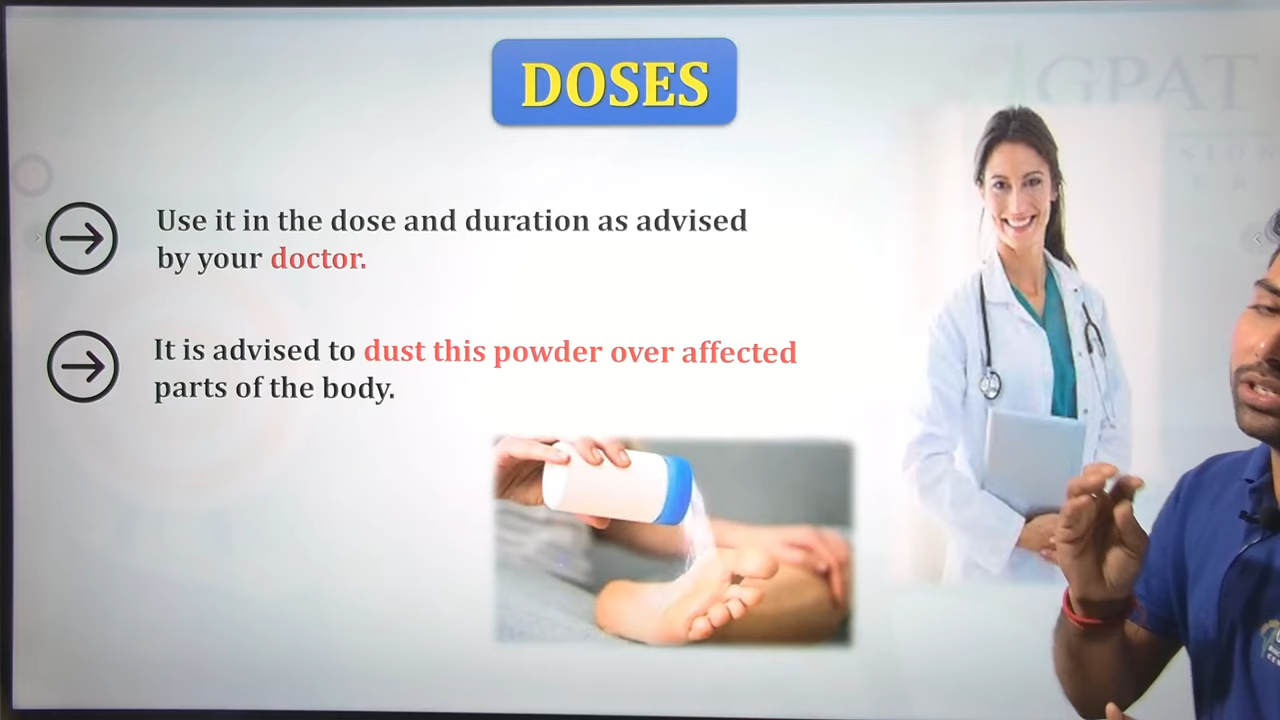 GPAT
DOSES
Use it in the dose and duration as advised
by your doctor.
It is advised to dust this powder over affected
parts of the body.